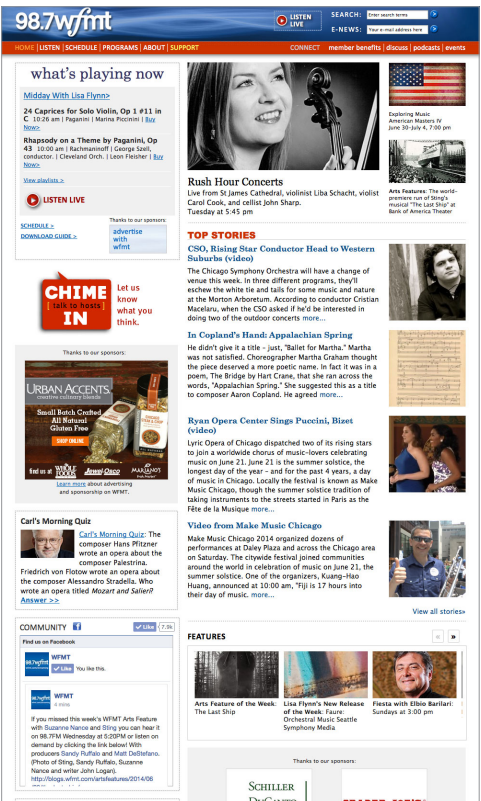 98.7wfmt
LISTEN LIVE
SEARCH:
Enter search terms
E-NEWS:
Your e-mail address here
HOME | LISTEN | SCHEDULE | PROGRAMS | ABOUT | SUPPORT
CONNECT member benefits | discuss | podcasts | events
what's playing now
Midday With Lisa Flynn>
24 Caprices for Solo Violin, Op 1 #11 in
C 10:26 am | Paganini | Marina Piccinini | Buy
Now>
Rhapsody on a Theme by Paganini, Op
43 10:00 am | Rachmaninoff | George Szell,
conductor. | Cleveland Orch. | Leon Fleisher | Buy
Now>
View playlists >
LISTEN LIVE
SCHEDULE >
DOWNLOAD GUIDE >
Thanks to our sponsors:
advertise
with
wfmt
CHIME
[ talk to hosts ]
IN
Let us
know
what you
think.
Thanks to our sponsors:
URBAN ACCENTS.
creative culinary blends
Small Batch Crafted
All Natural
Gluten Free
SHOP ONLINE
find us at WHOLE FOODS Jewel-Osco MARIANO'S
Learn more about advertising
and sponsorship on WFMT.
Carl's Morning Quiz
Carl's Morning Quiz: The
composer Hans Pfitzner
wrote an opera about the
composer Palestrina.
Friedrich von Flotow wrote an opera about
the composer Alessandro Stradella. Who
wrote an opera titled Mozart and Salieri?
Answer >>
COMMUNITY
Like 7.9k
Find us on Facebook
98.7wfmt
WFMT
Like You like this.
98.7wfmt
WFMT
4 mins
If you missed this week's WFMT Arts Feature
with Suzanne Nance and Sting you can hear it
on 98.7FM Wednesday at 5:20PM or listen on
demand by clicking the link below! With
producers Sandy Ruffalo and Matt DeStefano.
(Photo of Sting, Sandy Ruffalo, Suzanne
Nance and writer John Logan).
http://blogs.wfmt.com/artsfeatures/2014/06
Rush Hour Concerts
Live from St James Cathedral, violinist Liba Schacht, violist
Carol Cook, and cellist John Sharp.
Tuesday at 5:45 pm
Exploring Music
American Masters IV
June 30-July 4, 7:00 pm
Arts Features: The world-
premiere run of Sting's
musical "The Last Ship" at
Bank of America Theater
TOP STORIES
CSO, Rising Star Conductor Head to Western
Suburbs (video)
The Chicago Symphony Orchestra will have a change of
venue this week. In three different programs, they'll
eschew the white tie and tails for some music and nature
at the Morton Arboretum. According to conductor Cristian
Macelaru, when the CSO asked if he'd be interested in
doing two of the outdoor concerts more...
In Copland's Hand: Appalachian Spring
He didn't give it a title - just, "Ballet for Martha." Martha
was not satisfied. Choreographer Martha Graham thought
the piece deserved a more poetic name. In fact it was in a
poem, The Bridge by Hart Crane, that she ran across the
words, "Appalachian Spring." She suggested this as a title
to composer Aaron Copland. He agreed more...
Ryan Opera Center Sings Puccini, Bizet
(video)
Lyric Opera of Chicago dispatched two of its rising stars
to join a worldwide chorus of music-lovers celebrating
music on June 21. June 21 is the summer solstice, the
longest day of the year - and for the past 4 years, a day
of music in Chicago. Locally the festival is known as Make
Music Chicago, though the summer solstice tradition of
taking instruments to the streets started in Paris as the
Fête de la Musique more...
Video from Make Music Chicago
Make Music Chicago 2014 organized dozens of
performances at Daley Plaza and across the Chicago area
on Saturday. The citywide festival joined communities
around the world in celebration of music on June 21, the
summer solstice. One of the organizers, Kuang-Hao
Huang, announced at 10:00 am, "Fiji is 17 hours into
their day of music. more...
View all stories»
FEATURES
« »
Arts Feature of the Week:
The Last Ship
Lisa Flynn's New Release
of the Week: Faure:
Orchestral Music Seattle
Symphony Media
Fiesta with Elbio Barilari:
Sundays at 3:00 pm
Thanks to our sponsors:
SCHILLER